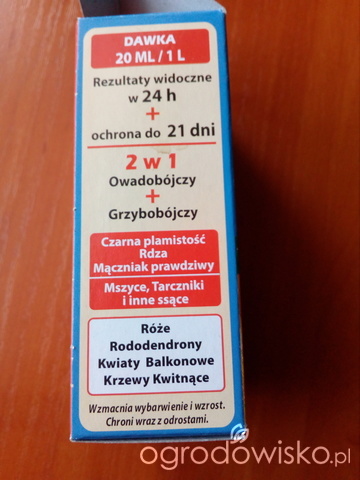 DAWKA
20 ML / 1 L
Rezultaty widoczne
w 24 h
+
ochrona do 21 dni
2 w 1
Owadobójczy
+
Grzybobójczy
Czarna plamistość
Rdza
Mączniak prawdziwy
Mszyce, Tarczniki
i inne ssące
Róże
Rododendrony
Kwiaty Balkonowe
Krzewy Kwitnące
Wzmacnia wybarwienie i wzrost.
Chroni wraz z odrostami.
ogrodowisko.pl